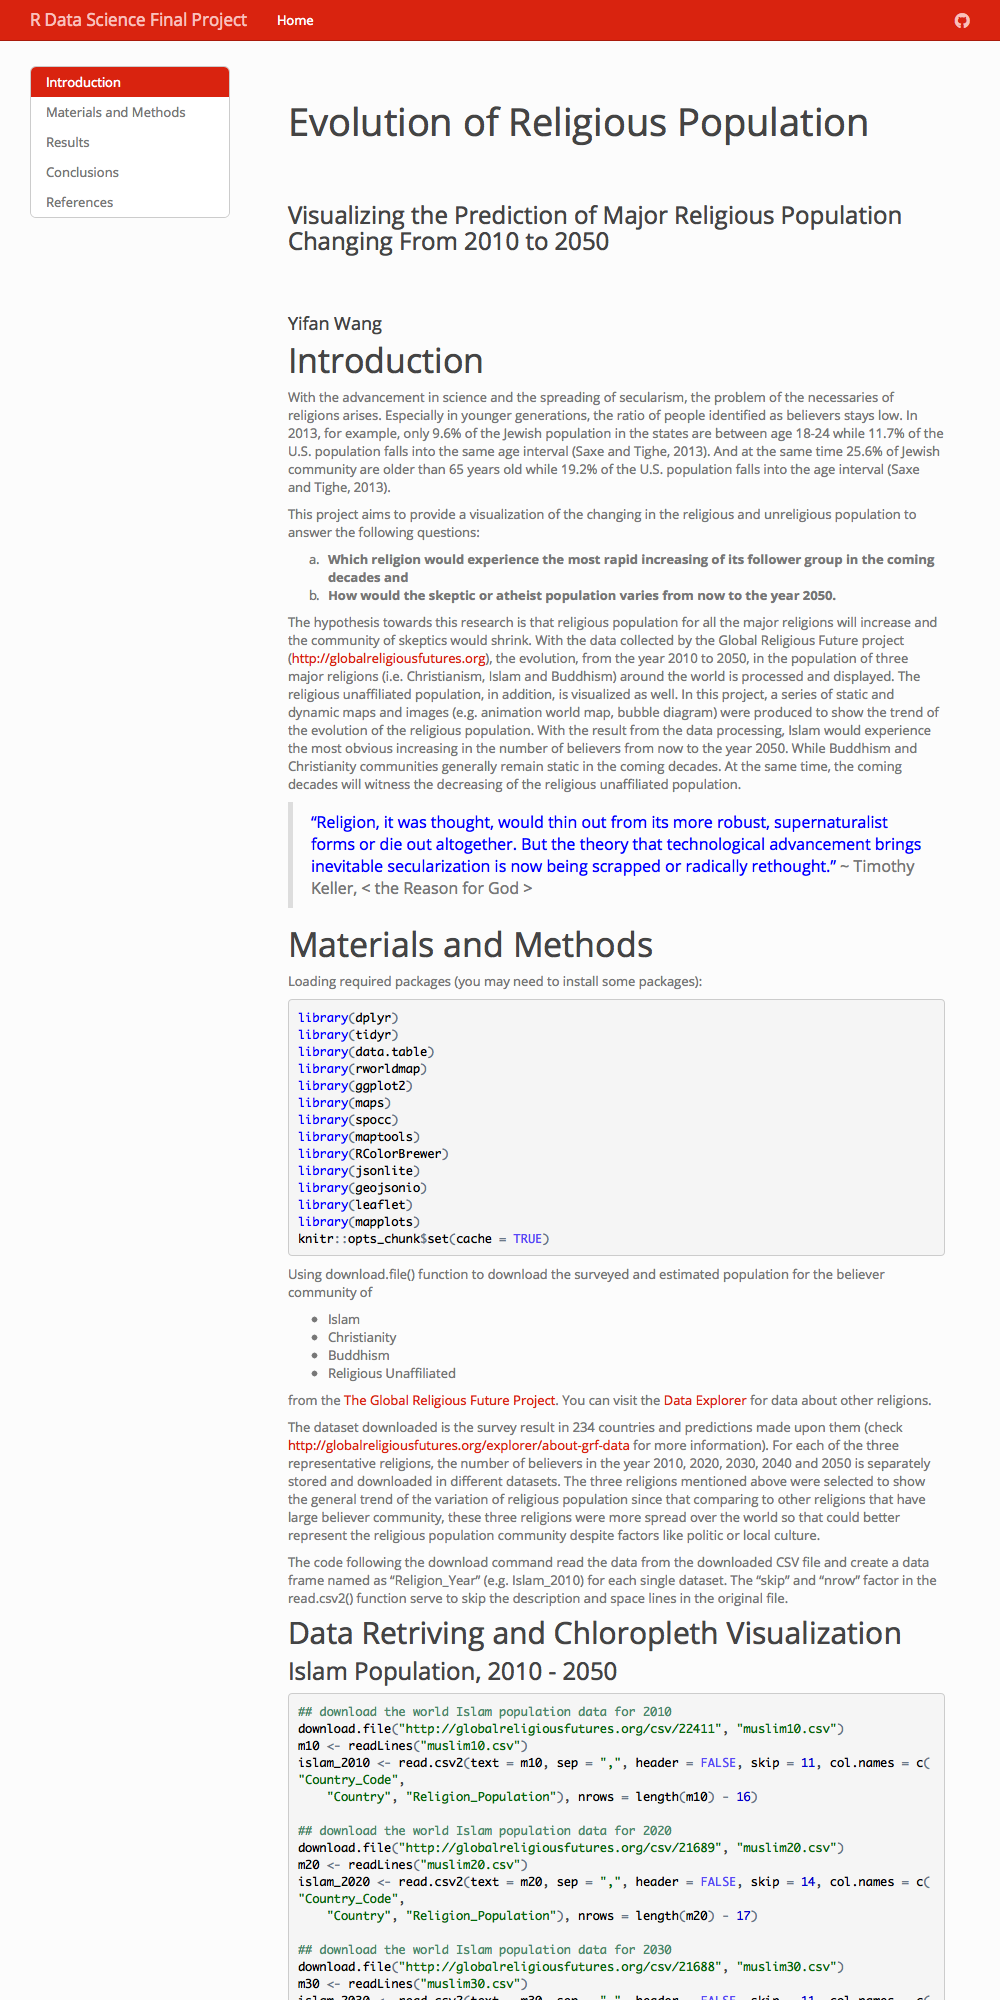 R Data Science Final Project
Home
Introduction
Materials and Methods
Results
Conclusions
References
Evolution of Religious Population
Visualizing the Prediction of Major Religious Population
Changing From 2010 to 2050
Yifan Wang
Introduction
With the advancement in science and the spreading of secularism, the problem of the necessaries of
religions arises. Especially in younger generations, the ratio of people identified as believers stays low. In
2013, for example, only 9.6% of the Jewish population in the states are between age 18-24 while 11.7% of the
U.S. population falls into the same age interval (Saxe and Tighe, 2013). And at the same time 25.6% of Jewish
community are older than 65 years old while 19.2% of the U.S. population falls into the age interval (Saxe
and Tighe, 2013).
This project aims to provide a visualization of the changing in the religious and unreligious population to
answer the following questions:
a. Which religion would experience the most rapid increasing of its follower group in the coming
decades and
b. How would the skeptic or atheist population varies from now to the year 2050.
The hypothesis towards this research is that religious population for all the major religions will increase and
the community of skeptics would shrink. With the data collected by the Global Religious Future project
(http://globalreligiousfutures.org), the evolution, from the year 2010 to 2050, in the population of three
major religions (i.e. Christianism, Islam and Buddhism) around the world is processed and displayed. The
religious unaffiliated population, in addition, is visualized as well. In this project, a series of static and
dynamic maps and images (e.g. animation world map, bubble diagram) were produced to show the trend of
the evolution of the religious population. With the result from the data processing, Islam would experience
the most obvious increasing in the number of believers from now to the year 2050. While Buddhism and
Christianity communities generally remain static in the coming decades. At the same time, the coming
decades will witness the decreasing of the religious unaffiliated population.
“Religion, it was thought, would thin out from its more robust, supernaturalist
forms or die out altogether. But the theory that technological advancement brings
inevitable secularization is now being scrapped or radically rethought.” ~ Timothy
Keller, < the Reason for God >
Materials and Methods
Loading required packages (you may need to install some packages):
library(dplyr)
library(tidyr)
library(data.table)
library(rworldmap)
library(ggplot2)
library(maps)
library(spocc)
library(maptools)
library(RColorBrewer)
library(jsonlite)
library(geojsonio)
library(leaflet)
library(mapplots)
knitr::opts_chunk$set(cache = TRUE)
Using download.file() function to download the surveyed and estimated population for the believer
community of
• Islam
• Christianity
• Buddhism
• Religious Unaffiliated
from the The Global Religious Future Project. You can visit the Data Explorer for data about other religions.
The dataset downloaded is the survey result in 234 countries and predictions made upon them (check
http://globalreligiousfutures.org/explorer/about-grf-data for more information). For each of the three
representative religions, the number of believers in the year 2010, 2020, 2030, 2040 and 2050 is separately
stored and downloaded in different datasets. The three religions mentioned above were selected to show
the general trend of the variation of religious population since that comparing to other religions that have
large believer community, these three religions were more spread over the world so that could better
represent the religious population community despite factors like politic or local culture.
The code following the download command read the data from the downloaded CSV file and create a data
frame named as “Religion_Year” (e.g. Islam_2010) for each single dataset. The “skip” and “nrow” factor in the
read.csv2() function serve to skip the description and space lines in the original file.
Data Retriving and Chloropleth Visualization
Islam Population, 2010 - 2050
## download the world Islam population data for 2010
download.file("http://globalreligiousfutures.org/csv/22411", "muslim10.csv")
m10 <- readLines("muslim10.csv")
islam_2010 <- read.csv2(text = m10, sep = ",", header = FALSE, skip = 11, col.names = c(
"Country_Code",
"Country", "Religion_Population"), nrows = length(m10) - 16)
## download the world Islam population data for 2020
download.file("http://globalreligiousfutures.org/csv/21689", "muslim20.csv")
m20 <- readLines("muslim20.csv")
islam_2020 <- read.csv2(text = m20, sep = ",", header = FALSE, skip = 14, col.names = c(
"Country_Code",
"Country", "Religion_Population"), nrows = length(m20) - 17)
## download the world Islam population data for 2030
download.file("http://globalreligiousfutures.org/csv/21688", "muslim30.csv")
m30 <- readLines("muslim30.csv")
islam_2030 <- read.csv2(text = m30, sep = ",", header = FALSE, skip = 11, col.names = c(